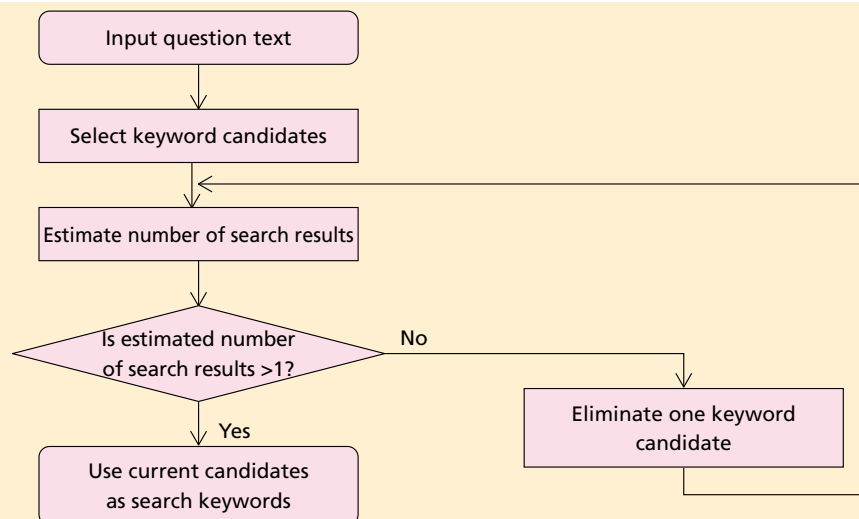 Input question text
Select keyword candidates
Estimate number of search results
Is estimated number
of search results >1?
No
Eliminate one keyword
candidate
Yes
Use current candidates
as search keywords